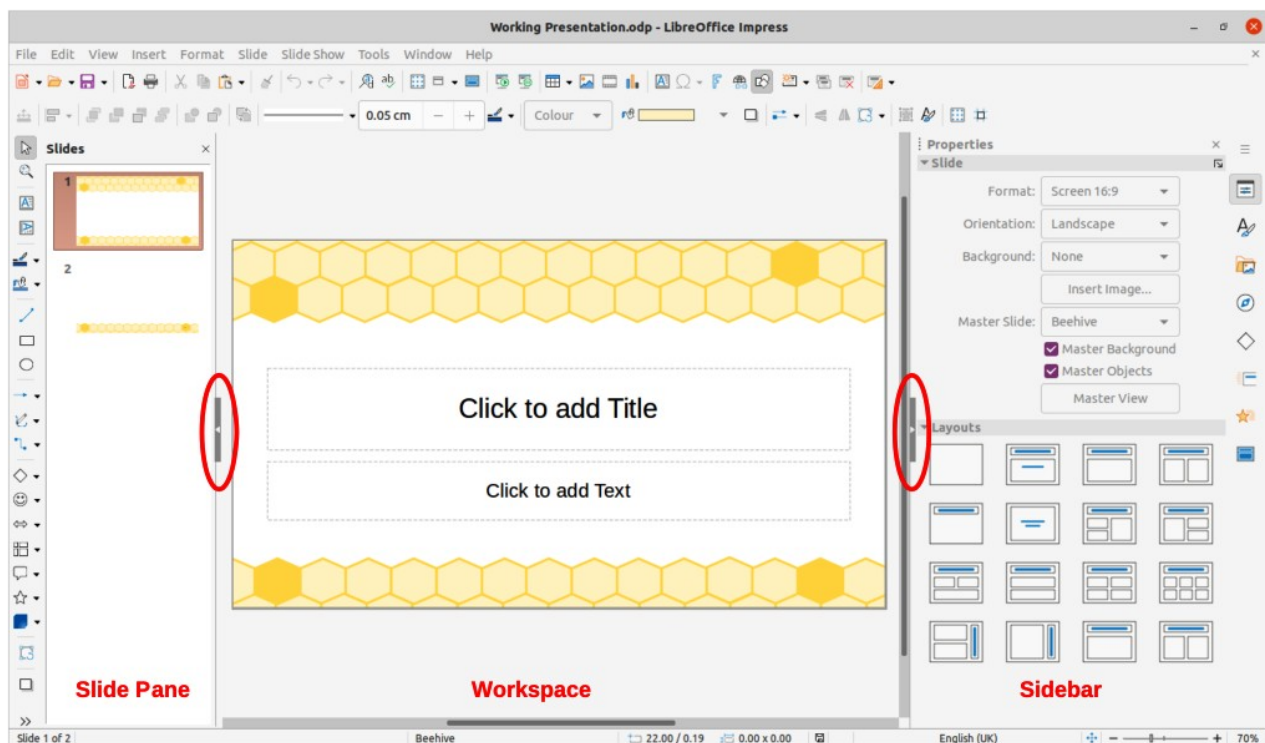 Working Presentation.odp - LibreOffice Impress
File Edit View Insert Format Slide Slide Show Tools Window Help
0.05 cm
Colour
Slides
Properties
Slide
1
Format: Screen 16:9
Orientation: Landscape
Background: None
2
Insert Image...
Master Slide: Beehive
Master Background
Master Objects
Master View
Click to add Title
Layouts
Click to add Text
Slide Pane
Workspace
Sidebar
Slide 1 of 2 Beehive 22.00 / 0.19 0.00 x 0.00 English (UK) 70%